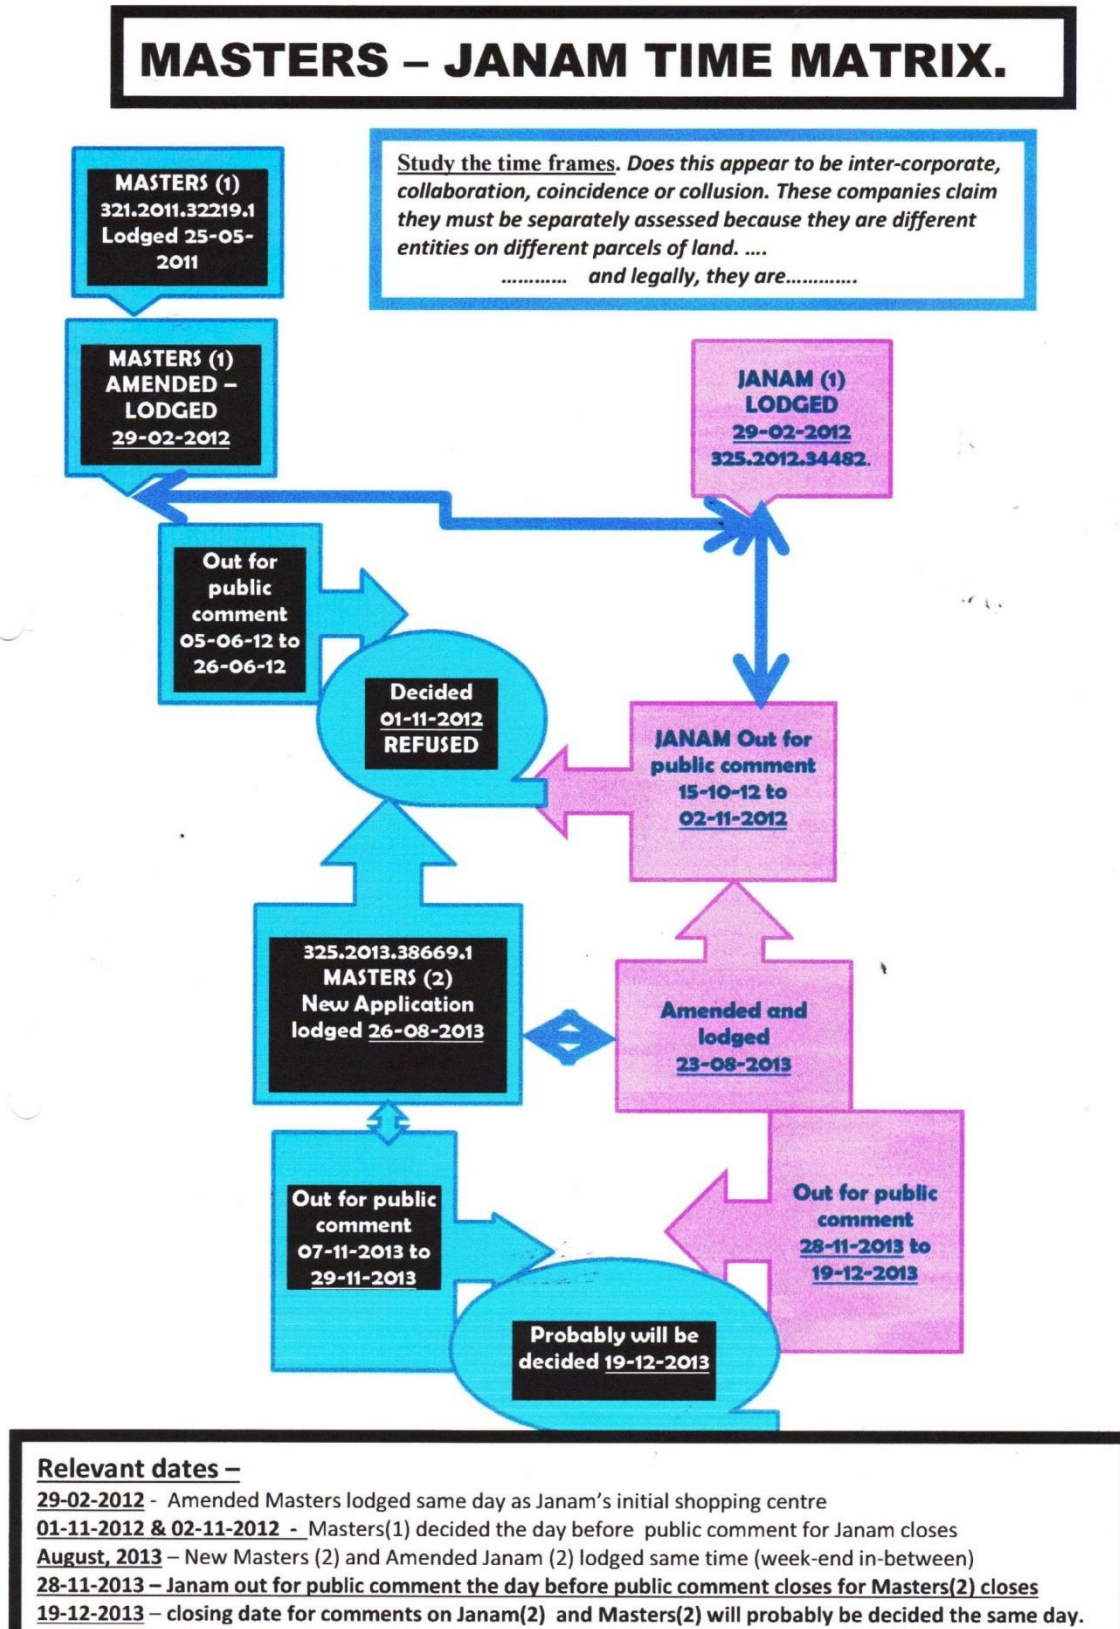 MASTERS – JANAM TIME MATRIX.
Study the time frames. Does this appear to be inter-corporate,
collaboration, coincidence or collusion. These companies claim
they must be separately assessed because they are different
entities on different parcels of land. ....
............ and legally, they are.............
MASTERS (1)
321.2011.32219.1
Lodged 25-05-
2011
MASTERS (1)
AMENDED –
LODGED
29-02-2012
JANAM (1)
LODGED
29-02-2012
325.2012.34482.
Out for
public
comment
05-06-12 to
26-06-12
Decided
01-11-2012
REFUSED
JANAM Out for
public comment
15-10-12 to
02-11-2012
325.2013.38669.1
MASTERS (2)
New Application
lodged 26-08-2013
Amended and
lodged
23-08-2013
Out for public
comment
07-11-2013 to
29-11-2013
Out for public
comment
28-11-2013 to
19-12-2013
Probably will be
decided 19-12-2013
Relevant dates –
29-02-2012 - Amended Masters lodged same day as Janam's initial shopping centre
01-11-2012 & 02-11-2012 - Masters(1) decided the day before public comment for Janam closes
August, 2013 – New Masters (2) and Amended Janam (2) lodged same time (week-end in-between)
28-11-2013 – Janam out for public comment the day before public comment closes for Masters(2) closes
19-12-2013 – closing date for comments on Janam(2) and Masters(2) will probably be decided the same day.